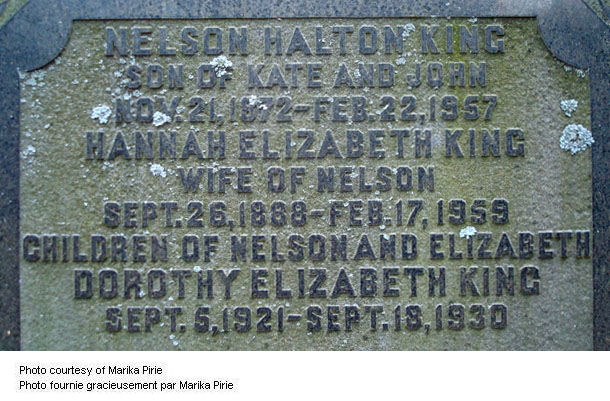 NELSON HALTON KING
SON OF KATE AND JOHN
NOV. 21, 1872-FEB. 22, 1957
HANNAH ELIZABETH KING
WIFE OF NELSON
SEPT. 26, 1888-FEB. 17, 1959
CHILDREN OF NELSON AND ELIZABETH
DOROTHY ELIZABETH KING
SEPT. 5, 1921-SEPT. 18, 1930
Photo courtesy of Marika Pirie
Photo fournie gracieusement par Marika Pirie